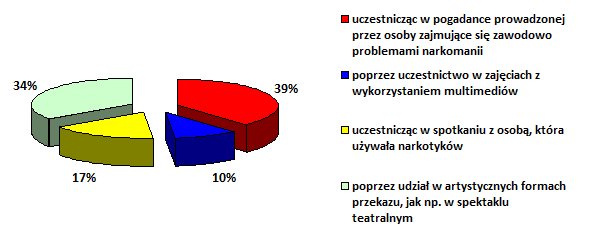 34%
39%
17%
10%
uczestnicząc w pogadance prowadzonej
przez osoby zajmujące się zawodowo
problemami narkomanii
poprzez uczestnictwo w zajęciach z
wykorzystaniem multimediów
uczestnicząc w spotkaniu z osobą, która
używała narkotyków
poprzez udział w artystycznych formach
przekazu, jak np. w spektaklu
teatralnym